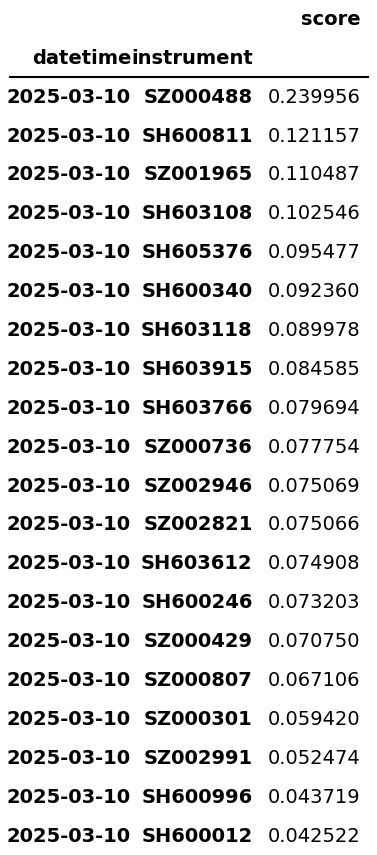 score
datetime instrument
2025-03-10 SZ000488 0.239956
2025-03-10 SH600811 0.121157
2025-03-10 SZ001965 0.110487
2025-03-10 SH603108 0.102546
2025-03-10 SH605376 0.095477
2025-03-10 SH600340 0.092360
2025-03-10 SH603118 0.089978
2025-03-10 SH603915 0.084585
2025-03-10 SH603766 0.079694
2025-03-10 SZ000736 0.077754
2025-03-10 SZ002946 0.075069
2025-03-10 SZ002821 0.075066
2025-03-10 SH603612 0.074908
2025-03-10 SH600246 0.073203
2025-03-10 SZ000429 0.070750
2025-03-10 SZ000807 0.067106
2025-03-10 SZ000301 0.059420
2025-03-10 SZ002991 0.052474
2025-03-10 SH600996 0.043719
2025-03-10 SH600012 0.042522